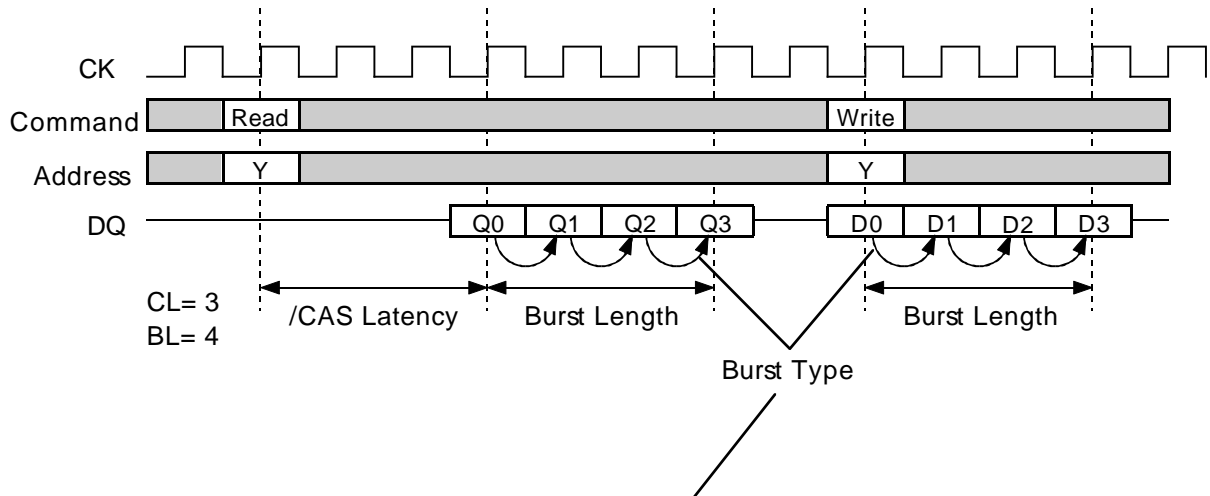 CK
Command Read Write
Address Y Y
DQ Q0 Q1 Q2 Q3 D0 D1 D2 D3
CL= 3
/CAS Latency Burst Length Burst Length
BL= 4
Burst Type